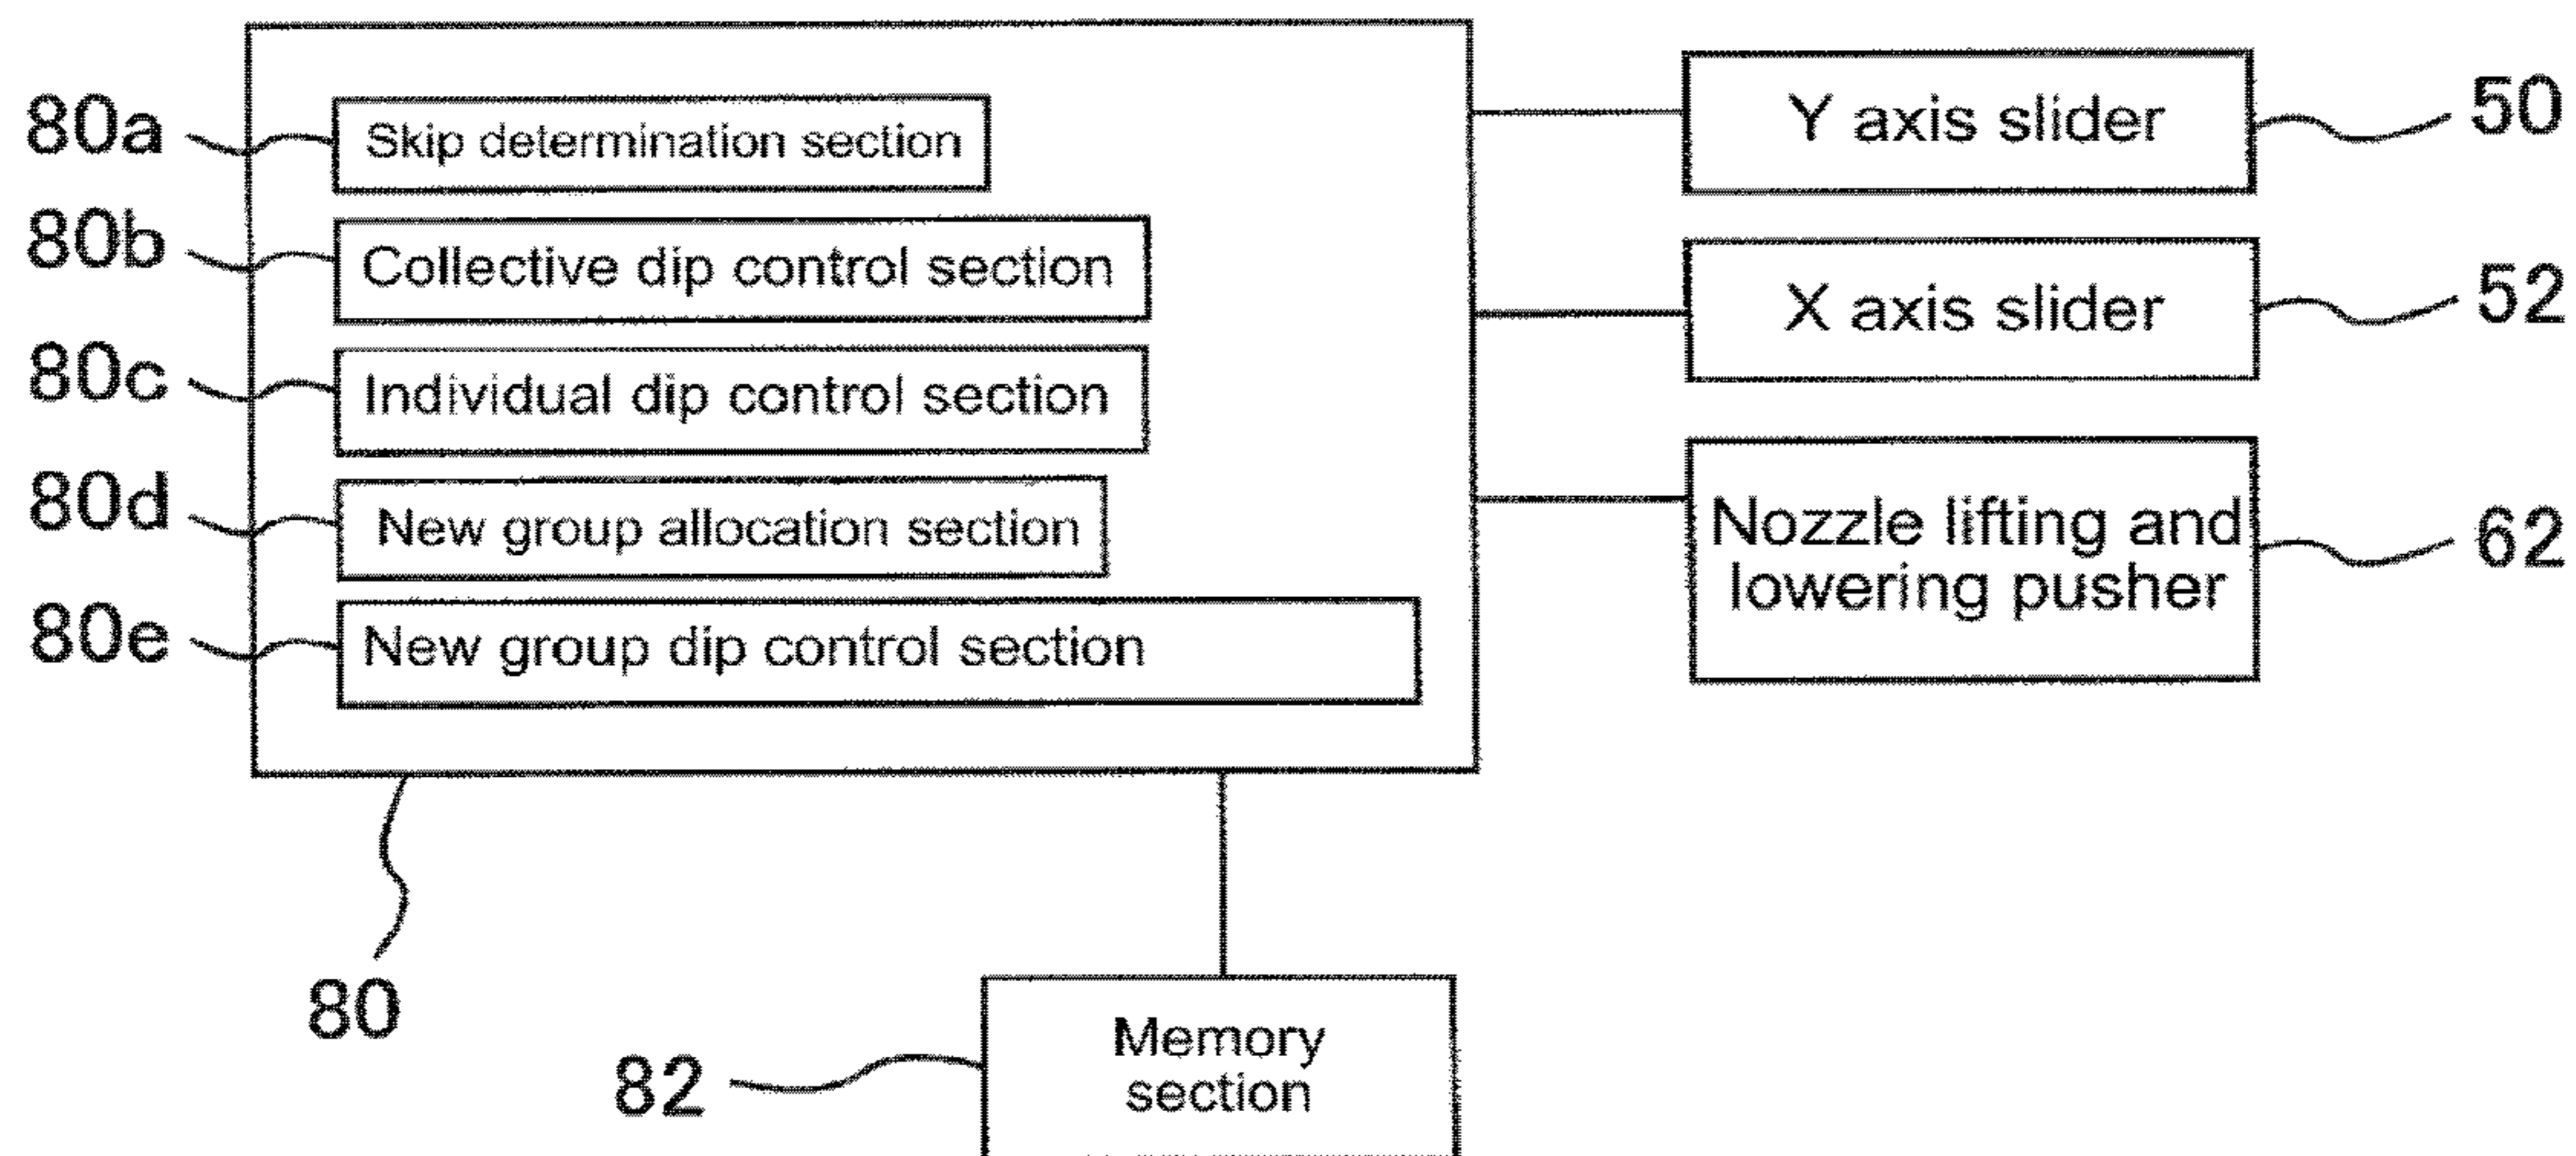 80a
Skip determination section
80b
Collective dip control section
80c
Individual dip control section
80d
New group allocation section
80e
New group dip control section
Y axis slider
50
X axis slider
52
Nozzle lifting and
lowering pusher
62
80
82
Memory
section